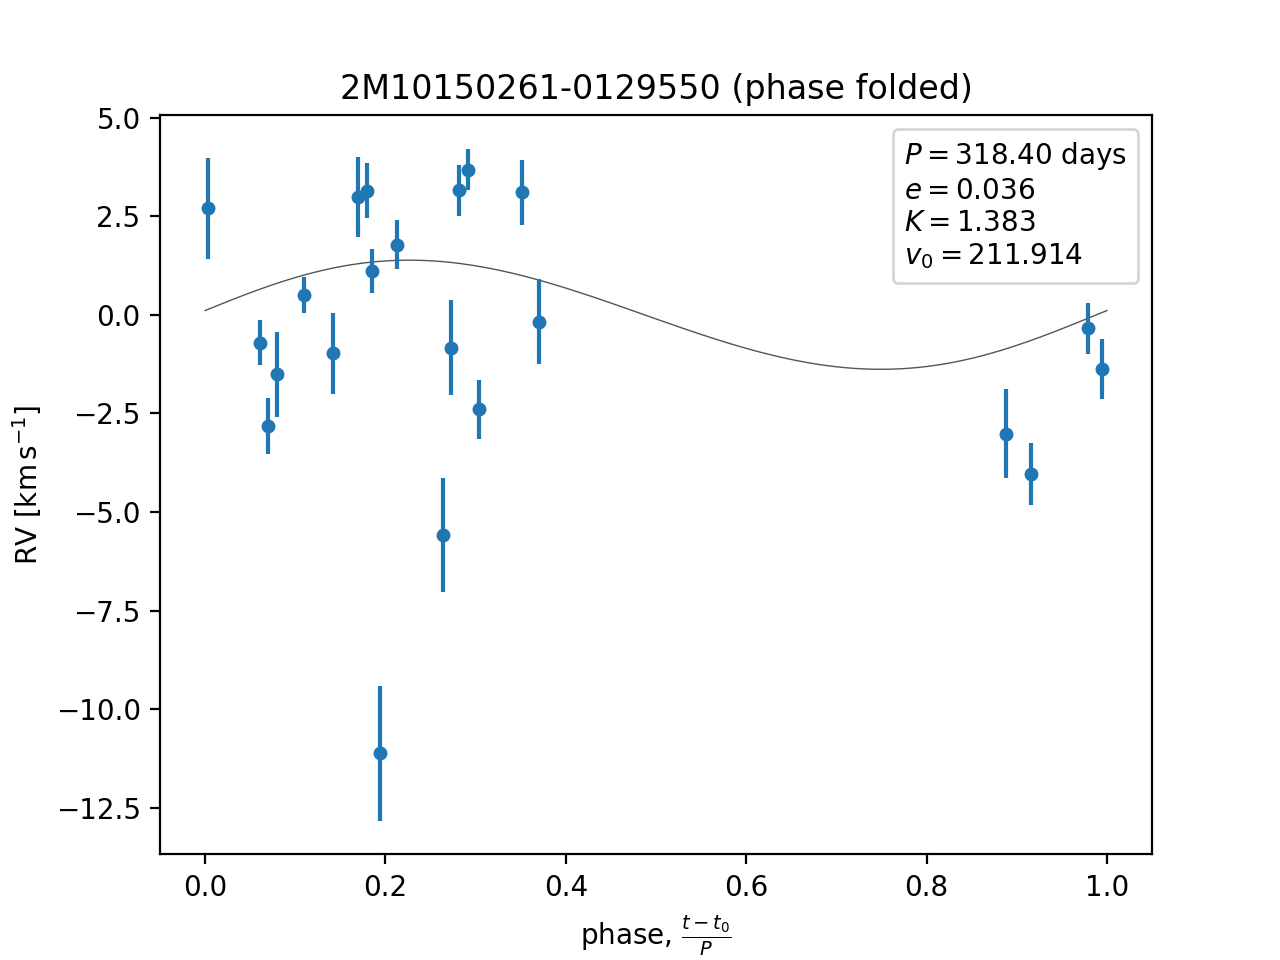 2M10150261-0129550 (phase folded)
P = 318.40 days
e = 0.036
K = 1.383
v₀ = 211.914
5.0
2.5
0.0
−2.5
−5.0
−7.5
−10.0
−12.5
RV [km s⁻¹]
0.0 0.2 0.4 0.6 0.8 1.0
phase, (t − t₀)/P